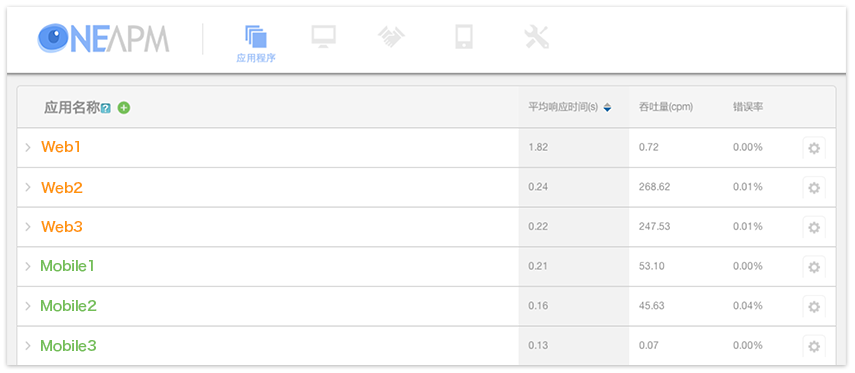 ONEAPM
应用程序
应用名称 ? 平均响应时间(s) 吞吐量(cpm) 错误率
Web1 1.82 0.72 0.00%
Web2 0.24 268.62 0.01%
Web3 0.22 247.53 0.01%
Mobile1 0.21 53.10 0.00%
Mobile2 0.16 45.63 0.04%
Mobile3 0.13 0.07 0.00%